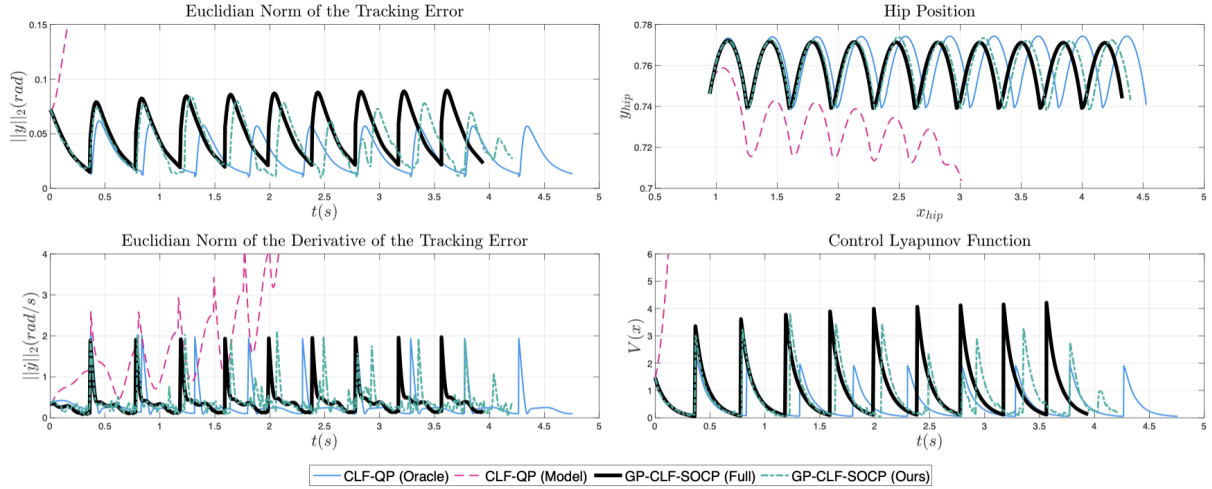 Euclidian Norm of the Tracking Error
0.15
0.1
0.05
0
||y||₂(rad)
0 0.5 1 1.5 2 2.5 3 3.5 4 4.5 5
t(s)
Hip Position
0.78
0.76
0.74
0.72
0.7
y_hip
0.5 1 1.5 2 2.5 3 3.5 4 4.5 5
x_hip
Euclidian Norm of the Derivative of the Tracking Error
4
3
2
1
0
||ẏ||₂(rad/s)
0 0.5 1 1.5 2 2.5 3 3.5 4 4.5 5
t(s)
Control Lyapunov Function
6
5
4
3
2
1
0
V(x)
0 0.5 1 1.5 2 2.5 3 3.5 4 4.5 5
t(s)
CLF-QP (Oracle) CLF-QP (Model) GP-CLF-SOCP (Full) GP-CLF-SOCP (Ours)